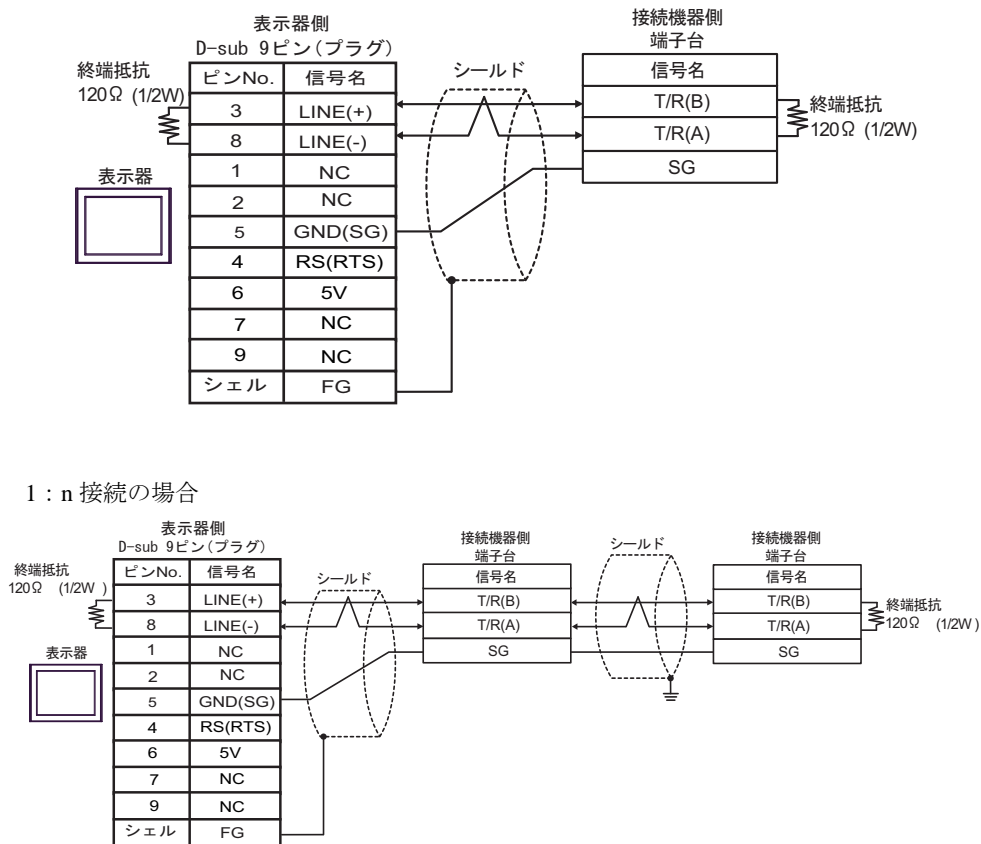 表示器側
D-sub 9ピン(プラグ)
接続機器側
端子台
終端抵抗
120Ω (1/2W)
シールド
ピンNo. 信号名
信号名
3 LINE(+)
T/R(B)
終端抵抗
120Ω (1/2W)
8 LINE(-)
T/R(A)
1 NC
SG
表示器
2 NC
5 GND(SG)
4 RS(RTS)
6 5V
7 NC
9 NC
シェル FG
1：n 接続の場合
表示器側
D-sub 9ピン(プラグ)
接続機器側
端子台
シールド
接続機器側
端子台
終端抵抗
120Ω (1/2W )
シールド
ピンNo. 信号名
信号名
信号名
3 LINE(+)
T/R(B)
T/R(B)
終端抵抗
120Ω (1/2W )
8 LINE(-)
T/R(A)
T/R(A)
表示器
1 NC
SG
SG
2 NC
5 GND(SG)
4 RS(RTS)
6 5V
7 NC
9 NC
シェル FG